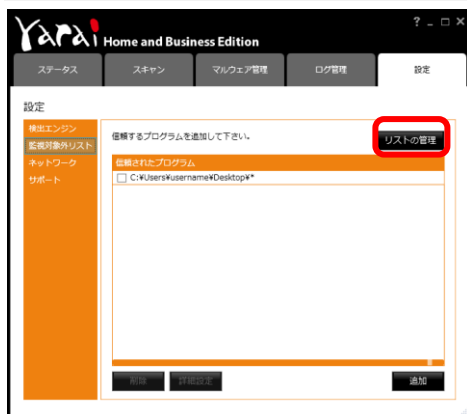 Yarai Home and Business Edition
? _ □ ×
ステータス
スキャン
マルウェア管理
ログ管理
設定
設定
検出エンジン
監視対象外リスト
ネットワーク
サポート
信頼するプログラムを追加して下さい。
リストの管理
信頼されたプログラム
C:¥Users¥username¥Desktop¥*
削除
詳細設定
追加